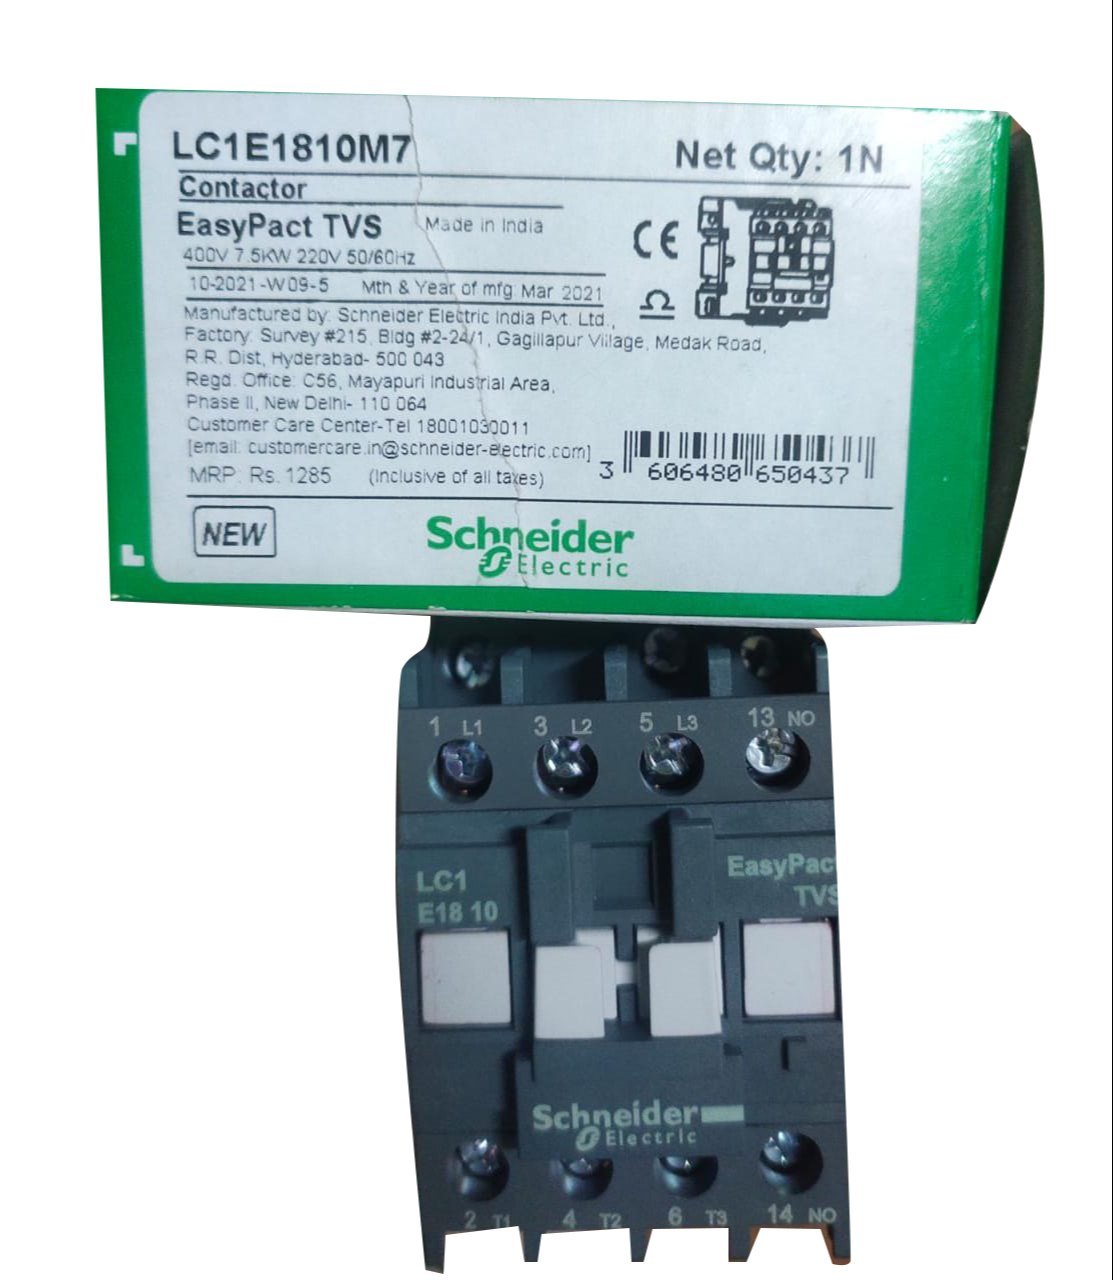 LC1E1810M7
Net Qty: 1N
Contactor
EasyPact TVS
Made in India
CE
400V 7.5KW 220V 50/60Hz
10-2021-W09-5 Mth & Year of mfg Mar 2021
Manufactured by: Schneider Electric India Pvt. Ltd.,
Factory: Survey #215, Bldg #2-24/1, Gagillapur Village, Medak Road,
R.R. Dist, Hyderabad- 500 043
Regd. Office: C56, Mayapuri Industrial Area,
Phase II, New Delhi- 110 064
Customer Care Center-Tel 18001030011
[email: customercare.in@schneider-electric.com]
MRP: Rs. 1285 (Inclusive of all taxes)
3 606480 650437
NEW
Schneider
Electric
1 L1 3 L2 5 L3 13 NO
LC1
E18 10
EasyPac
TVS
Schneider
Electric
2 T1 4 T2 6 T3 14 NO